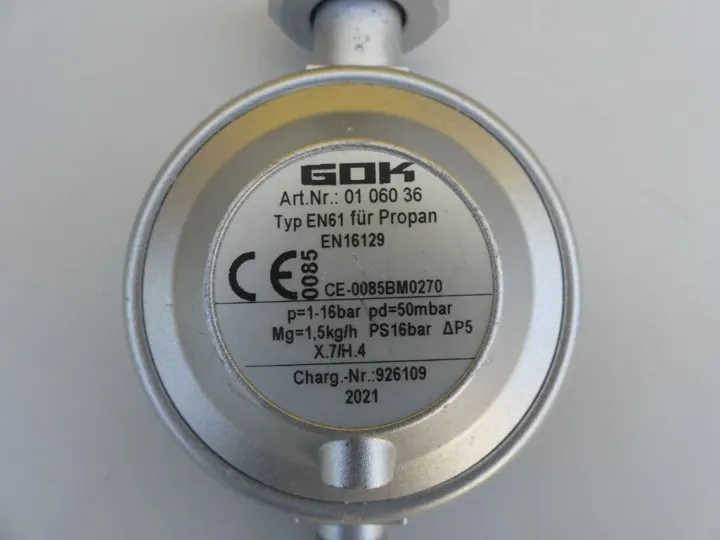 GOK
Art.Nr.: 01 060 36
Typ EN61 für Propan
EN16129
CE 0085
CE-0085BM0270
p=1-16bar pd=50mbar
Mg=1,5kg/h PS16bar ΔP5
X.7/H.4
Charg.-Nr.:926109
2021